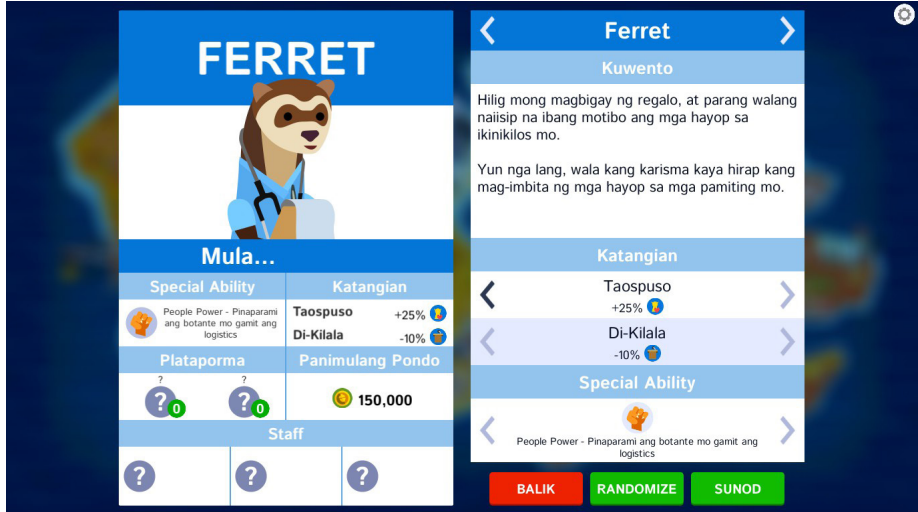 FERRET
Mula...
Special Ability
People Power - Pinaparami
ang botante mo gamit ang
logistics
Katangian
Taospuso +25%
Di-Kilala -10%
Plataporma
? ?
? 0 ? 0
Panimulang Pondo
150,000
Staff
? ? ?
Ferret
Kuwento
Hilig mong magbigay ng regalo, at parang walang
naiisip na ibang motibo ang mga hayop sa
ikinikilos mo.
Yun nga lang, wala kang karisma kaya hirap kang
mag-imbita ng mga hayop sa mga pamiting mo.
Katangian
Taospuso
+25%
Di-Kilala
-10%
Special Ability
People Power - Pinaparami ang botante mo gamit ang
logistics
BALIK RANDOMIZE SUNOD